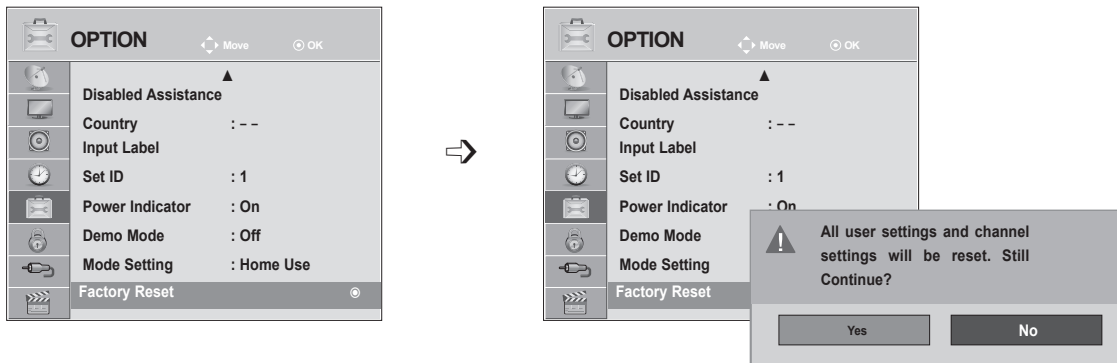 OPTION
Move
OK
▲
Disabled Assistance
Country : – –
Input Label
Set ID : 1
Power Indicator : On
Demo Mode : Off
Mode Setting : Home Use
Factory Reset
OPTION
Move
OK
▲
Disabled Assistance
Country : – –
Input Label
Set ID : 1
Power Indicator : On
Demo Mode
Mode Setting
Factory Reset
All user settings and channel
settings will be reset. Still
Continue?
Yes
No